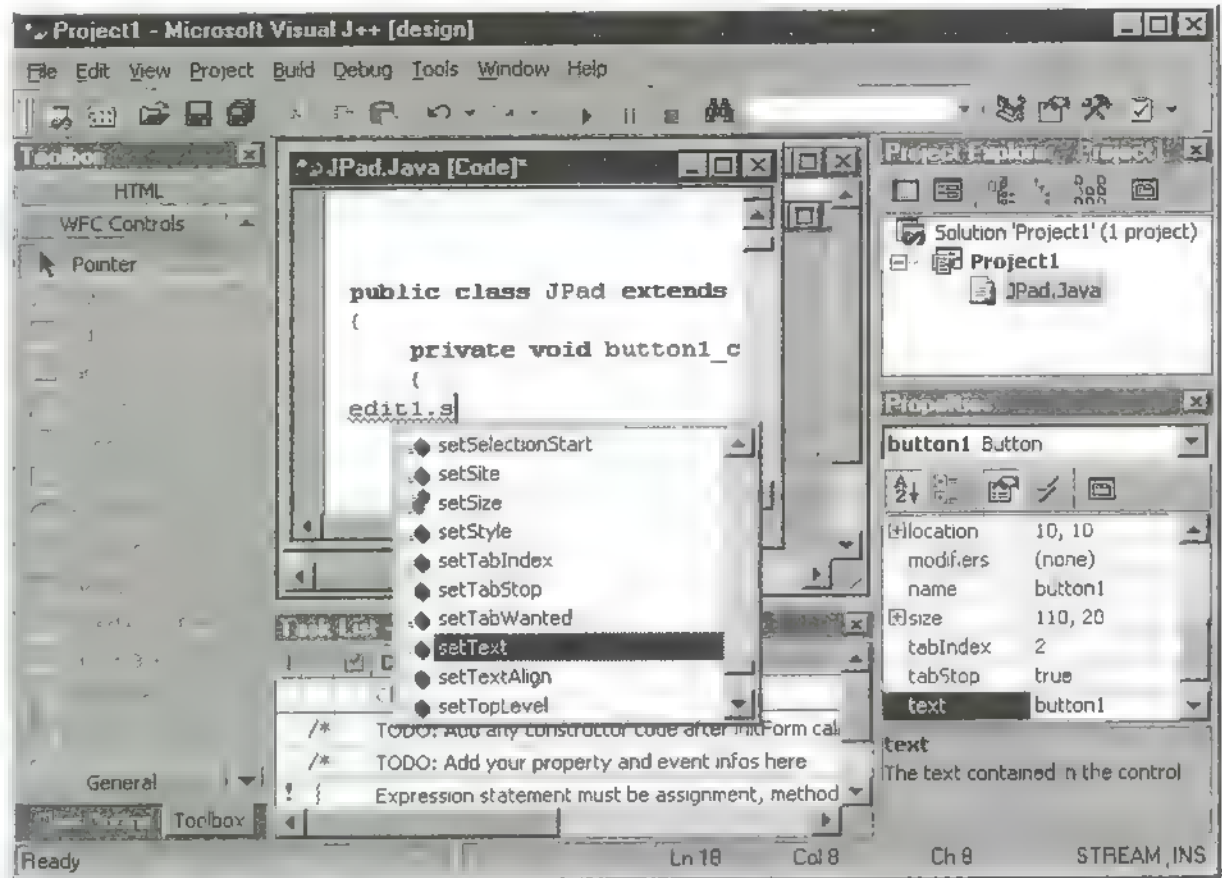 Project1 - Microsoft Visual J++ [design]
File Edit View Project Build Debug Tools Window Help
Toolbox
HTML
WFC Controls
Pointer
General
Toolbox
JPad.Java [Code]*
public class JPad extends
{
private void button1_c
{
edit1.s
setSelectionStart
setSite
setSize
setStyle
setTabIndex
setTabStop
setTabWanted
setText
setTextAlign
setTopLevel
Task List
/* TODO: Add any constructor code after initForm cal
/* TODO: Add your property and event infos here
! { Expression statement must be assignment, method
Project Explorer
Solution 'Project1' (1 project)
Project1
JPad.Java
Properties
button1 Button
location 10, 10
modifiers (none)
name button1
size 110, 20
tabIndex 2
tabStop true
text button1
text
The text contained in the control
Ready Ln 18 Col 8 Ch 8 STREAM INS